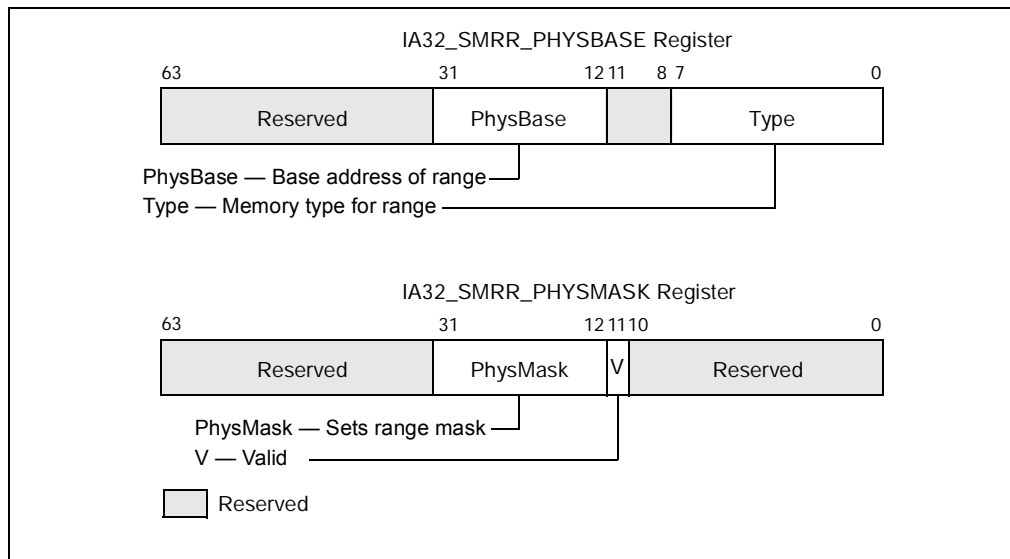 IA32_SMRR_PHYSBASE Register
63 31 12 11 8 7 0
Reserved PhysBase Type
PhysBase — Base address of range
Type — Memory type for range
IA32_SMRR_PHYSMASK Register
63 31 12 11 10 0
Reserved PhysMask V Reserved
PhysMask — Sets range mask
V — Valid
Reserved